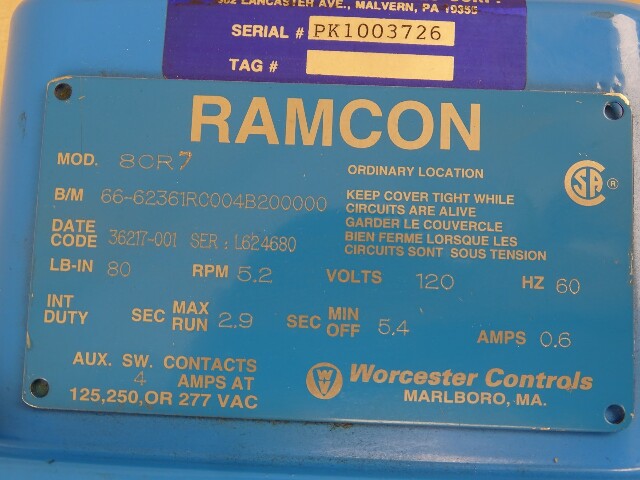 LANCASTER AVE., MALVERN, PA 19355
SERIAL # PK1003726
TAG #
RAMCON
MOD. 8CR7
ORDINARY LOCATION
B/M 66-62361R0004B200000
KEEP COVER TIGHT WHILE
CIRCUITS ARE ALIVE
GARDER LE COUVERCLE
BIEN FERME LORSQUE LES
CIRCUITS SONT SOUS TENSION
DATE
CODE 36217-001 SER : L624680
LB-IN 80 RPM 5.2 VOLTS 120 HZ 60
INT
DUTY SEC MAX
RUN 2.9 SEC MIN
OFF 5.4 AMPS 0.6
AUX. SW. CONTACTS
4 AMPS AT
125,250,OR 277 VAC
Worcester Controls
MARLBORO, MA.